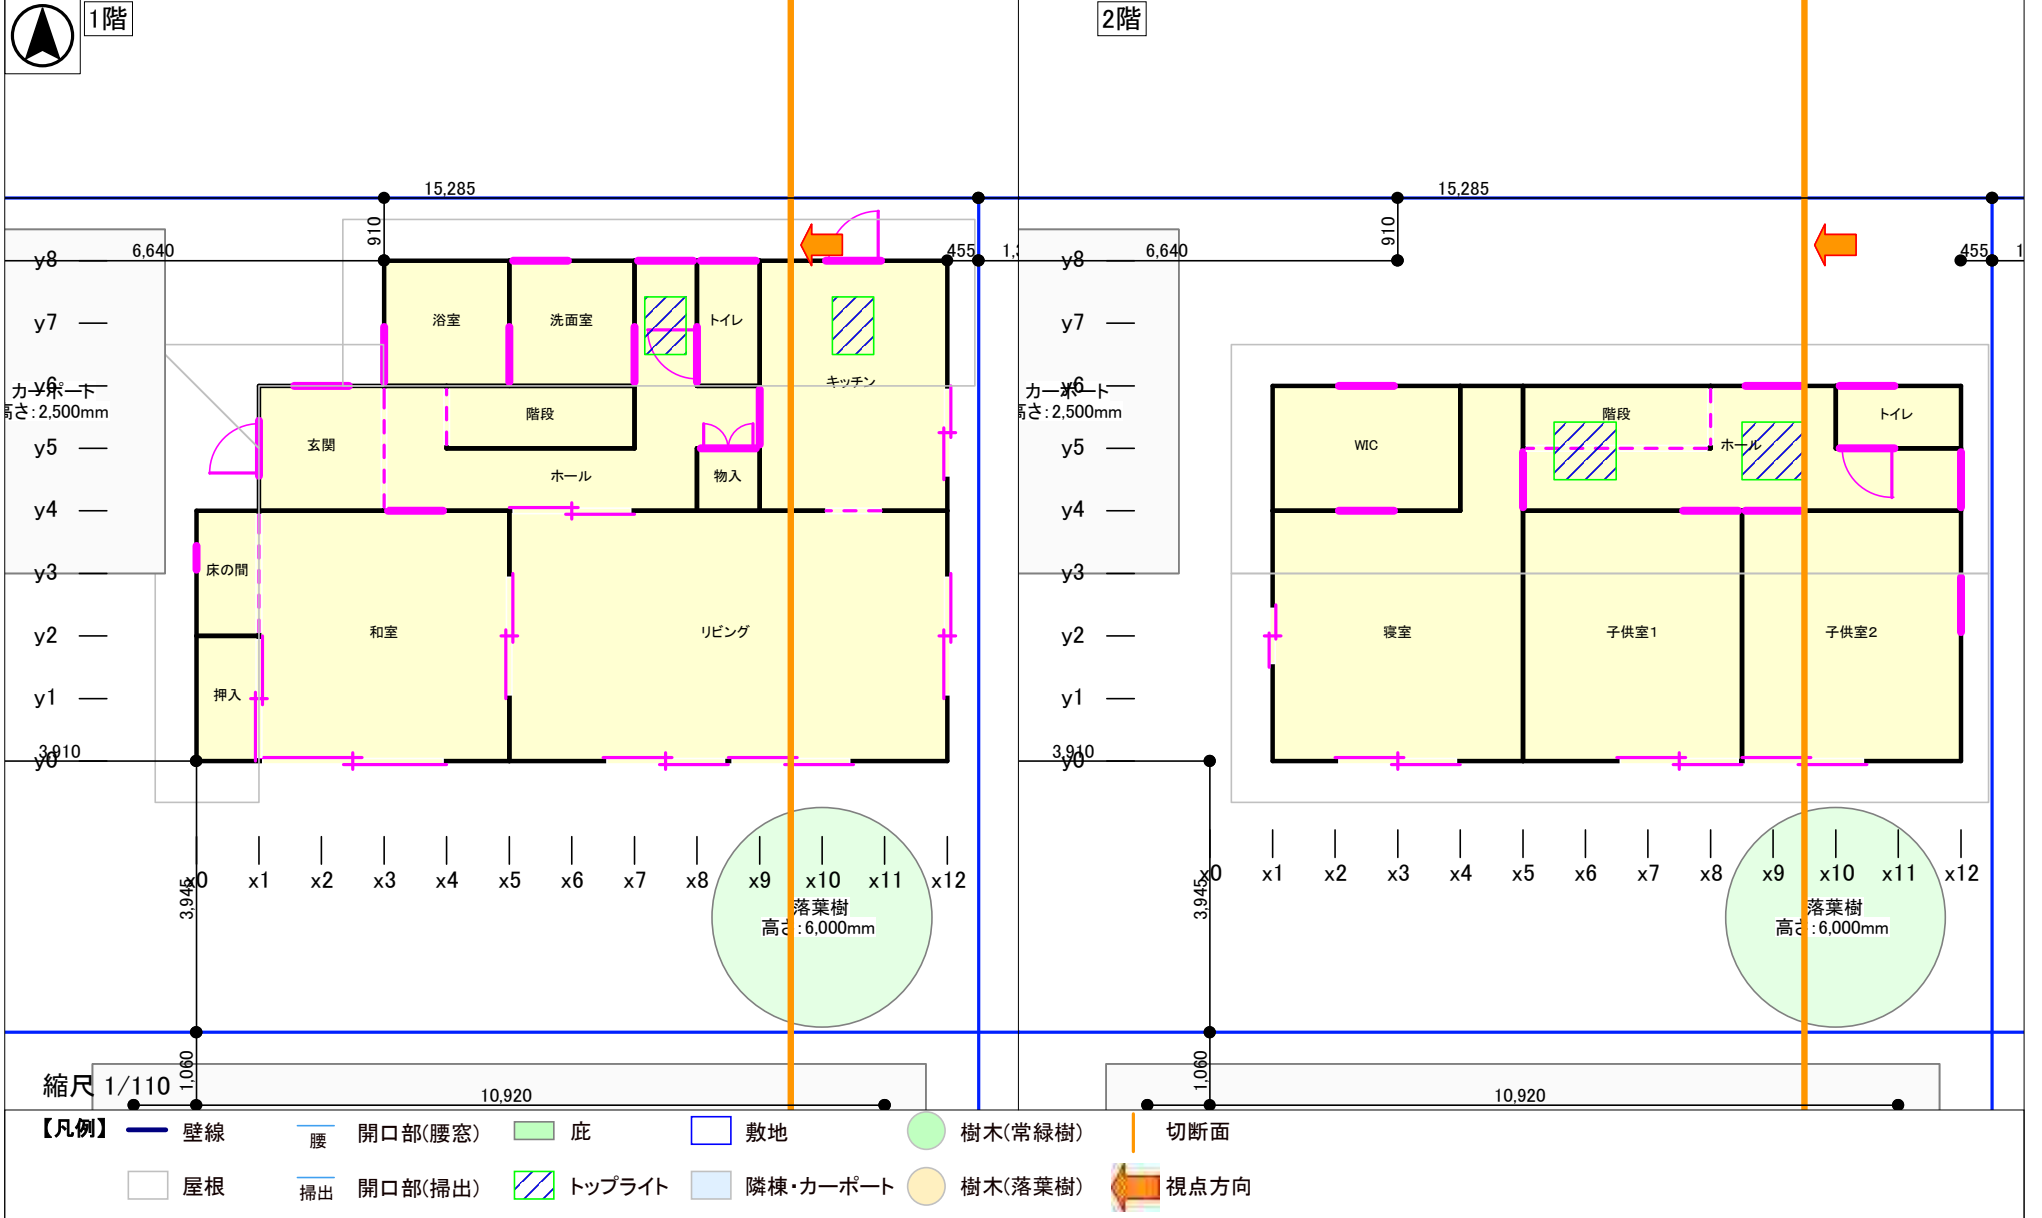 1階
2階
15,285
15,285
910
910
6,640
455
1,3
6,640
455
1
y8
y8
y7
y7
y6
y6
y5
y5
y4
y4
y3
y3
y2
y2
y1
y1
y0
y0
カーポート
高さ:2,500mm
カーポート
高さ:2,500mm
浴室
洗面室
トイレ
キッチン
階段
玄関
ホール
物入
床の間
和室
リビング
押入
階段
トイレ
WIC
ホール
寝室
子供室1
子供室2
3,910
3,910
x0
x1
x2
x3
x4
x5
x6
x7
x8
x9
x10
x11
x12
x0
x1
x2
x3
x4
x5
x6
x7
x8
x9
x10
x11
x12
3,945
3,945
落葉樹
高さ:6,000mm
落葉樹
高さ:6,000mm
1,060
1,060
縮尺 1/110
10,920
10,920
【凡例】
壁線
腰
開口部(腰窓)
庇
敷地
樹木(常緑樹)
切断面
屋根
掃出
開口部(掃出)
トップライト
隣棟・カーポート
樹木(落葉樹)
視点方向